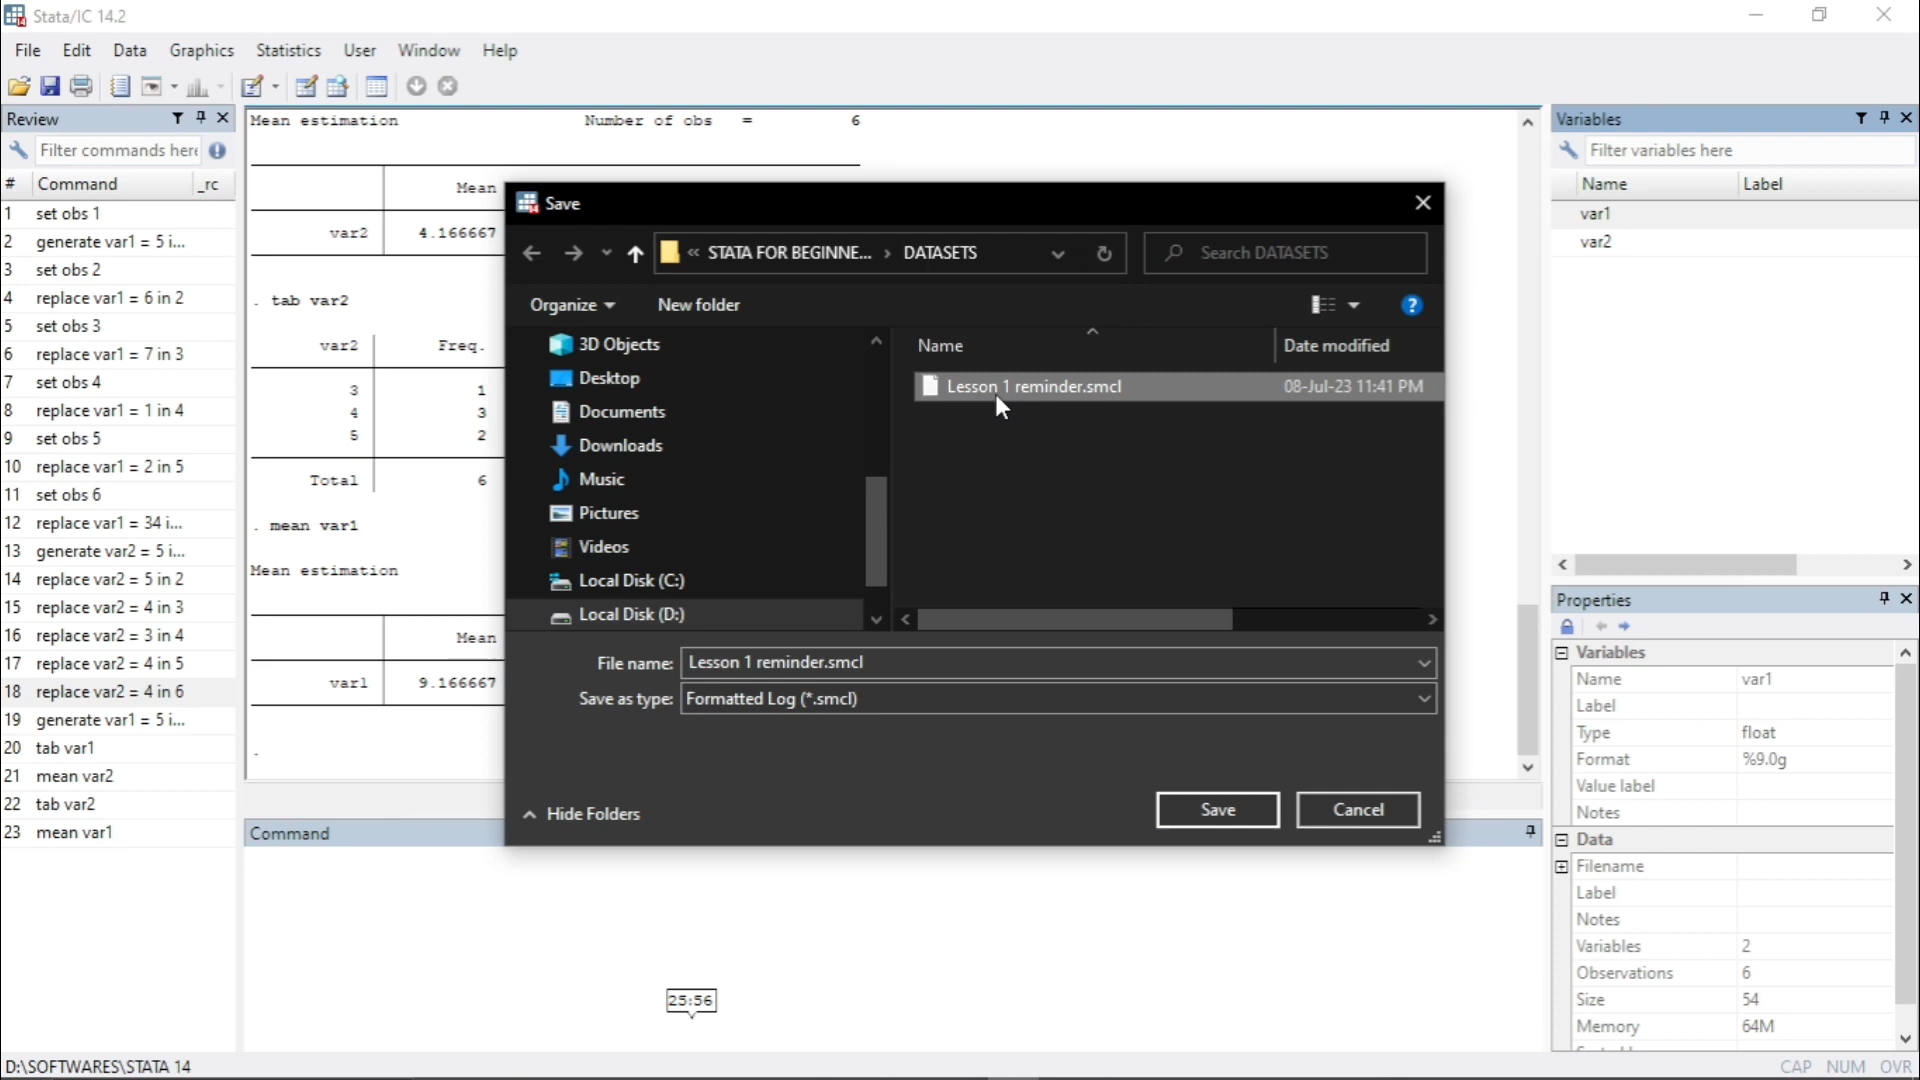 Stata/IC 14.2
File Edit Data Graphics Statistics User Window Help
Review
Filter commands here
# Command _rc
1 set obs 1
2 generate var1 = 5 i...
3 set obs 2
4 replace var1 = 6 in 2
5 set obs 3
6 replace var1 = 7 in 3
7 set obs 4
8 replace var1 = 1 in 4
9 set obs 5
10 replace var1 = 2 in 5
11 set obs 6
12 replace var1 = 34 i...
13 generate var2 = 5 i...
14 replace var2 = 5 in 2
15 replace var2 = 4 in 3
16 replace var2 = 3 in 4
17 replace var2 = 4 in 5
18 replace var2 = 4 in 6
19 generate var1 = 5 i...
20 tab var1
21 mean var2
22 tab var2
23 mean var1
Mean estimation Number of obs = 6
Mean
var2 4.166667
. tab var2
var2 Freq.
3 1
4 3
5 2
Total 6
. mean var1
Mean estimation
Mean
var1 9.166667
.
Command
25:56
Save
« STATA FOR BEGINNE... › DATASETS
Search DATASETS
Organize New folder
3D Objects
Desktop
Documents
Downloads
Music
Pictures
Videos
Local Disk (C:)
Local Disk (D:)
Name Date modified
Lesson 1 reminder.smcl 08-Jul-23 11:41 PM
File name: Lesson 1 reminder.smcl
Save as type: Formatted Log (*.smcl)
Hide Folders
Save Cancel
Variables
Filter variables here
Name Label
var1
var2
Properties
Variables
Name var1
Label
Type float
Format %9.0g
Value label
Notes
Data
Filename
Label
Notes
Variables 2
Observations 6
Size 54
Memory 64M
D:\SOFTWARES\STATA 14
CAP NUM OVR